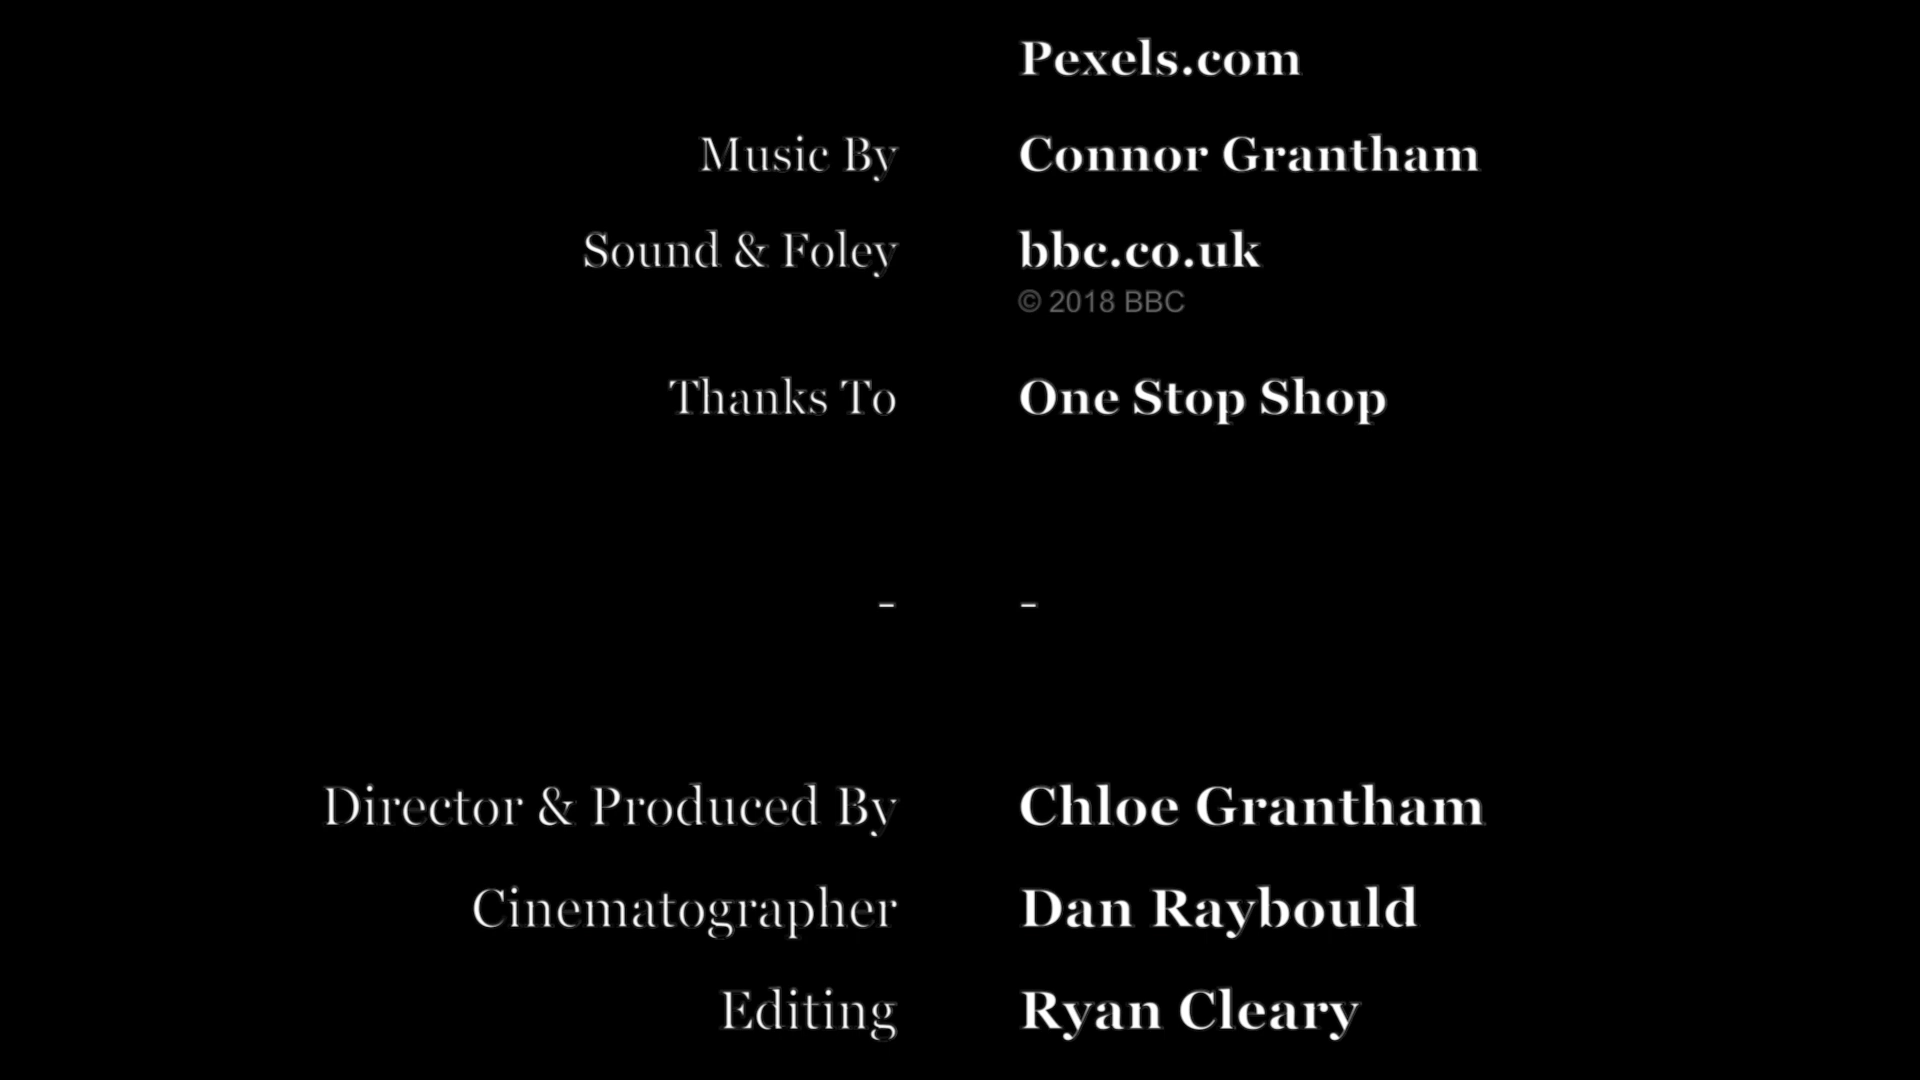 Pexels.com
Music By Connor Grantham
Sound & Foley bbc.co.uk
© 2018 BBC
Thanks To One Stop Shop
- -
Director & Produced By Chloe Grantham
Cinematographer Dan Raybould
Editing Ryan Cleary